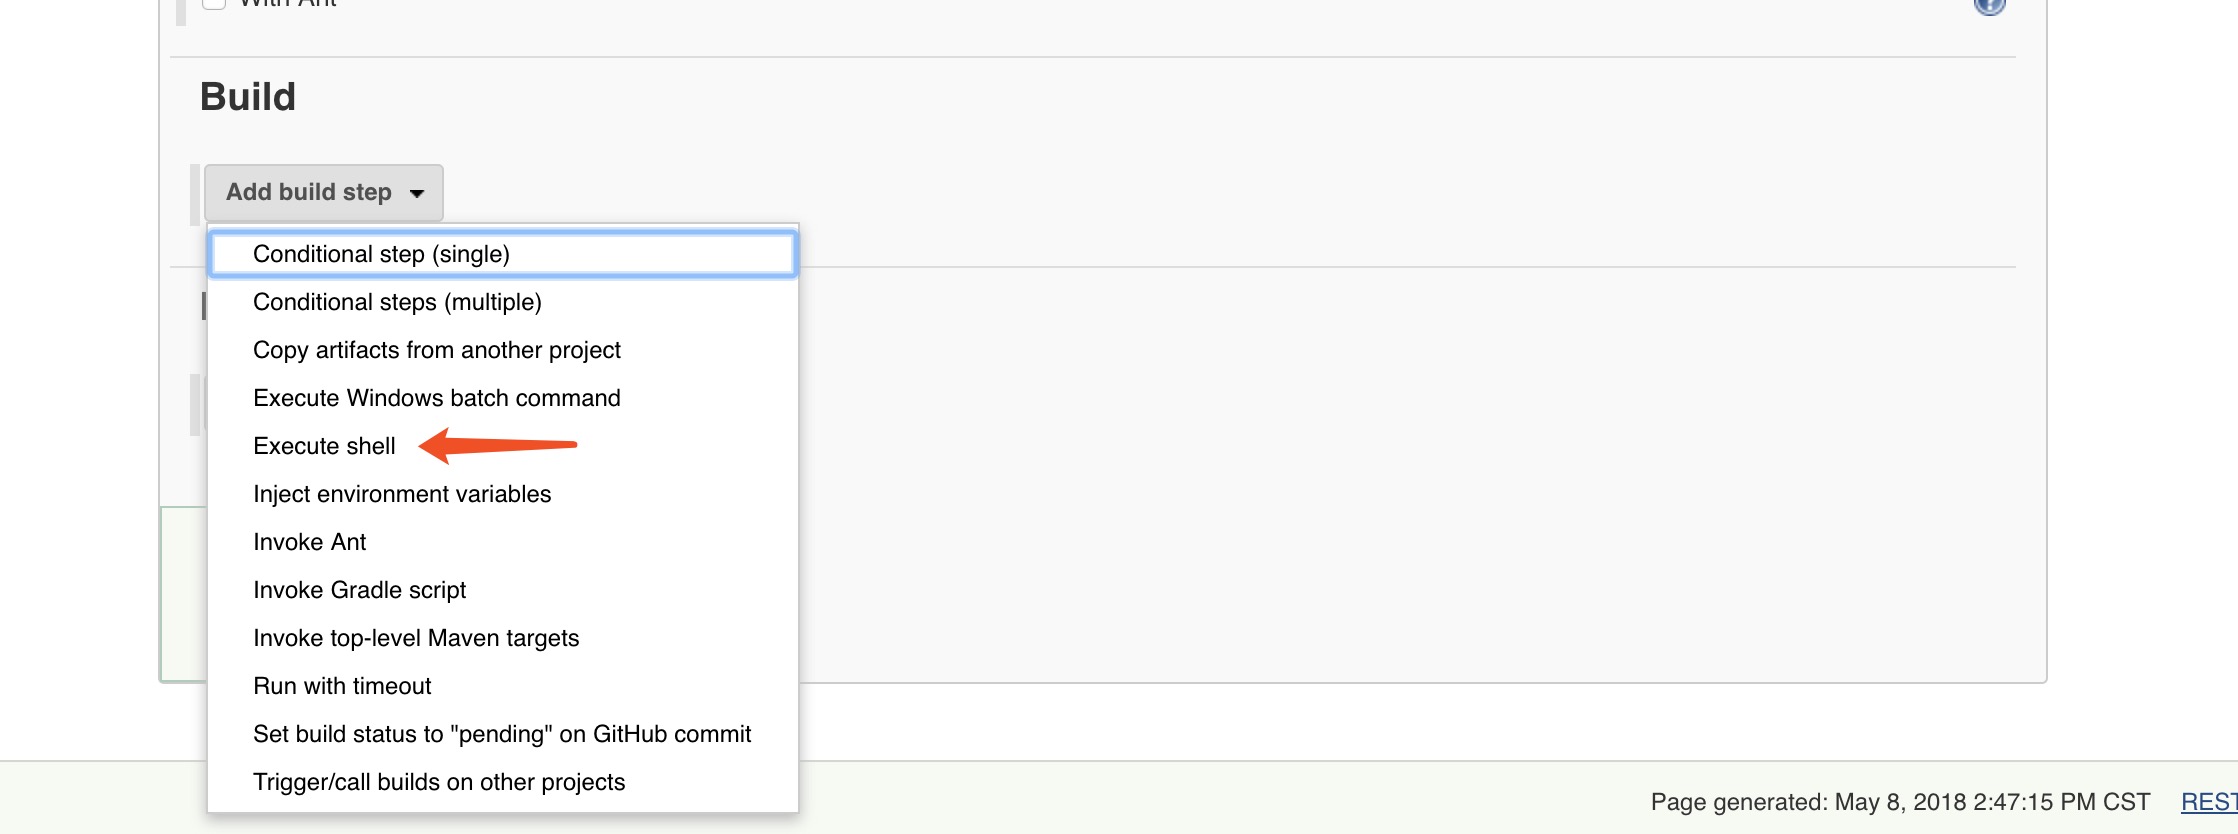 With Ant
Build
Add build step
Conditional step (single)
Conditional steps (multiple)
Copy artifacts from another project
Execute Windows batch command
Execute shell
Inject environment variables
Invoke Ant
Invoke Gradle script
Invoke top-level Maven targets
Run with timeout
Set build status to "pending" on GitHub commit
Trigger/call builds on other projects
Page generated: May 8, 2018 2:47:15 PM CST REST